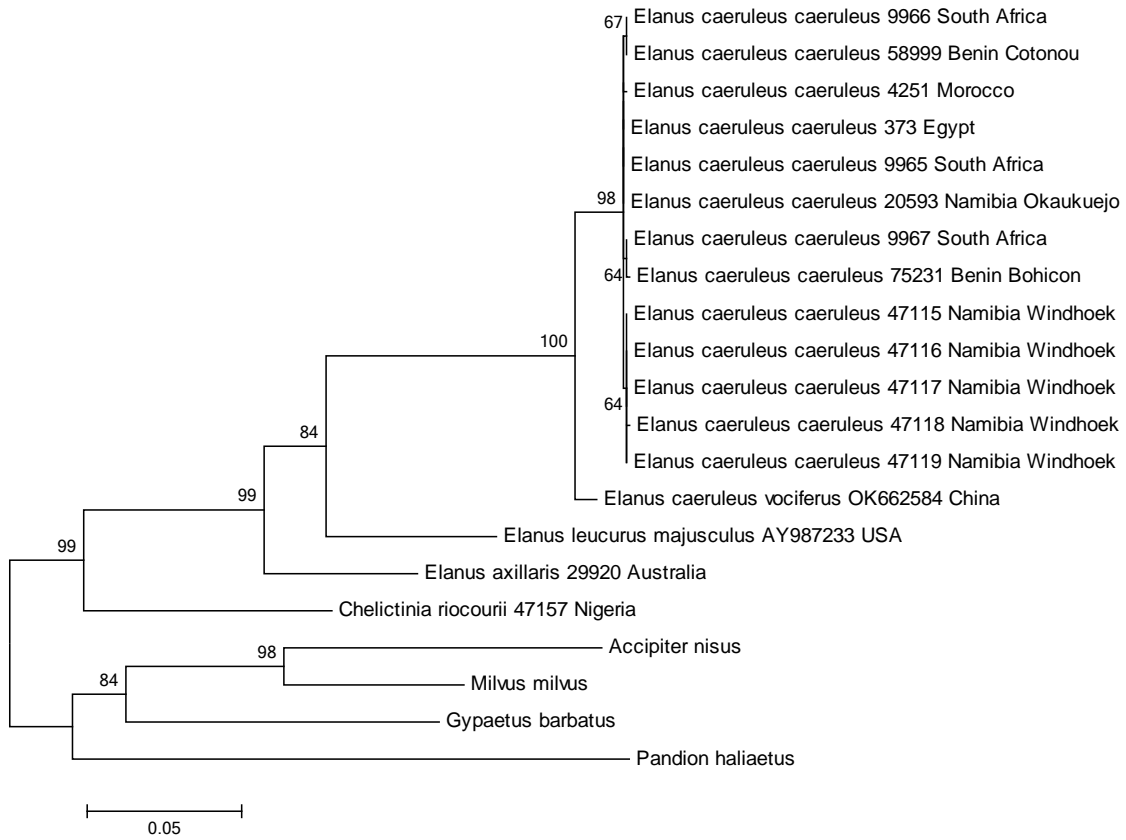 67
Elanus caeruleus caeruleus 9966 South Africa
Elanus caeruleus caeruleus 58999 Benin Cotonou
Elanus caeruleus caeruleus 4251 Morocco
Elanus caeruleus caeruleus 373 Egypt
Elanus caeruleus caeruleus 9965 South Africa
98
Elanus caeruleus caeruleus 20593 Namibia Okaukuejo
Elanus caeruleus caeruleus 9967 South Africa
64
Elanus caeruleus caeruleus 75231 Benin Bohicon
Elanus caeruleus caeruleus 47115 Namibia Windhoek
100
Elanus caeruleus caeruleus 47116 Namibia Windhoek
Elanus caeruleus caeruleus 47117 Namibia Windhoek
64
Elanus caeruleus caeruleus 47118 Namibia Windhoek
84
Elanus caeruleus caeruleus 47119 Namibia Windhoek
99
Elanus caeruleus vociferus OK662584 China
Elanus leucurus majusculus AY987233 USA
99
Elanus axillaris 29920 Australia
Chelictinia riocourii 47157 Nigeria
98
Accipiter nisus
84
Milvus milvus
Gypaetus barbatus
Pandion haliaetus
0.05